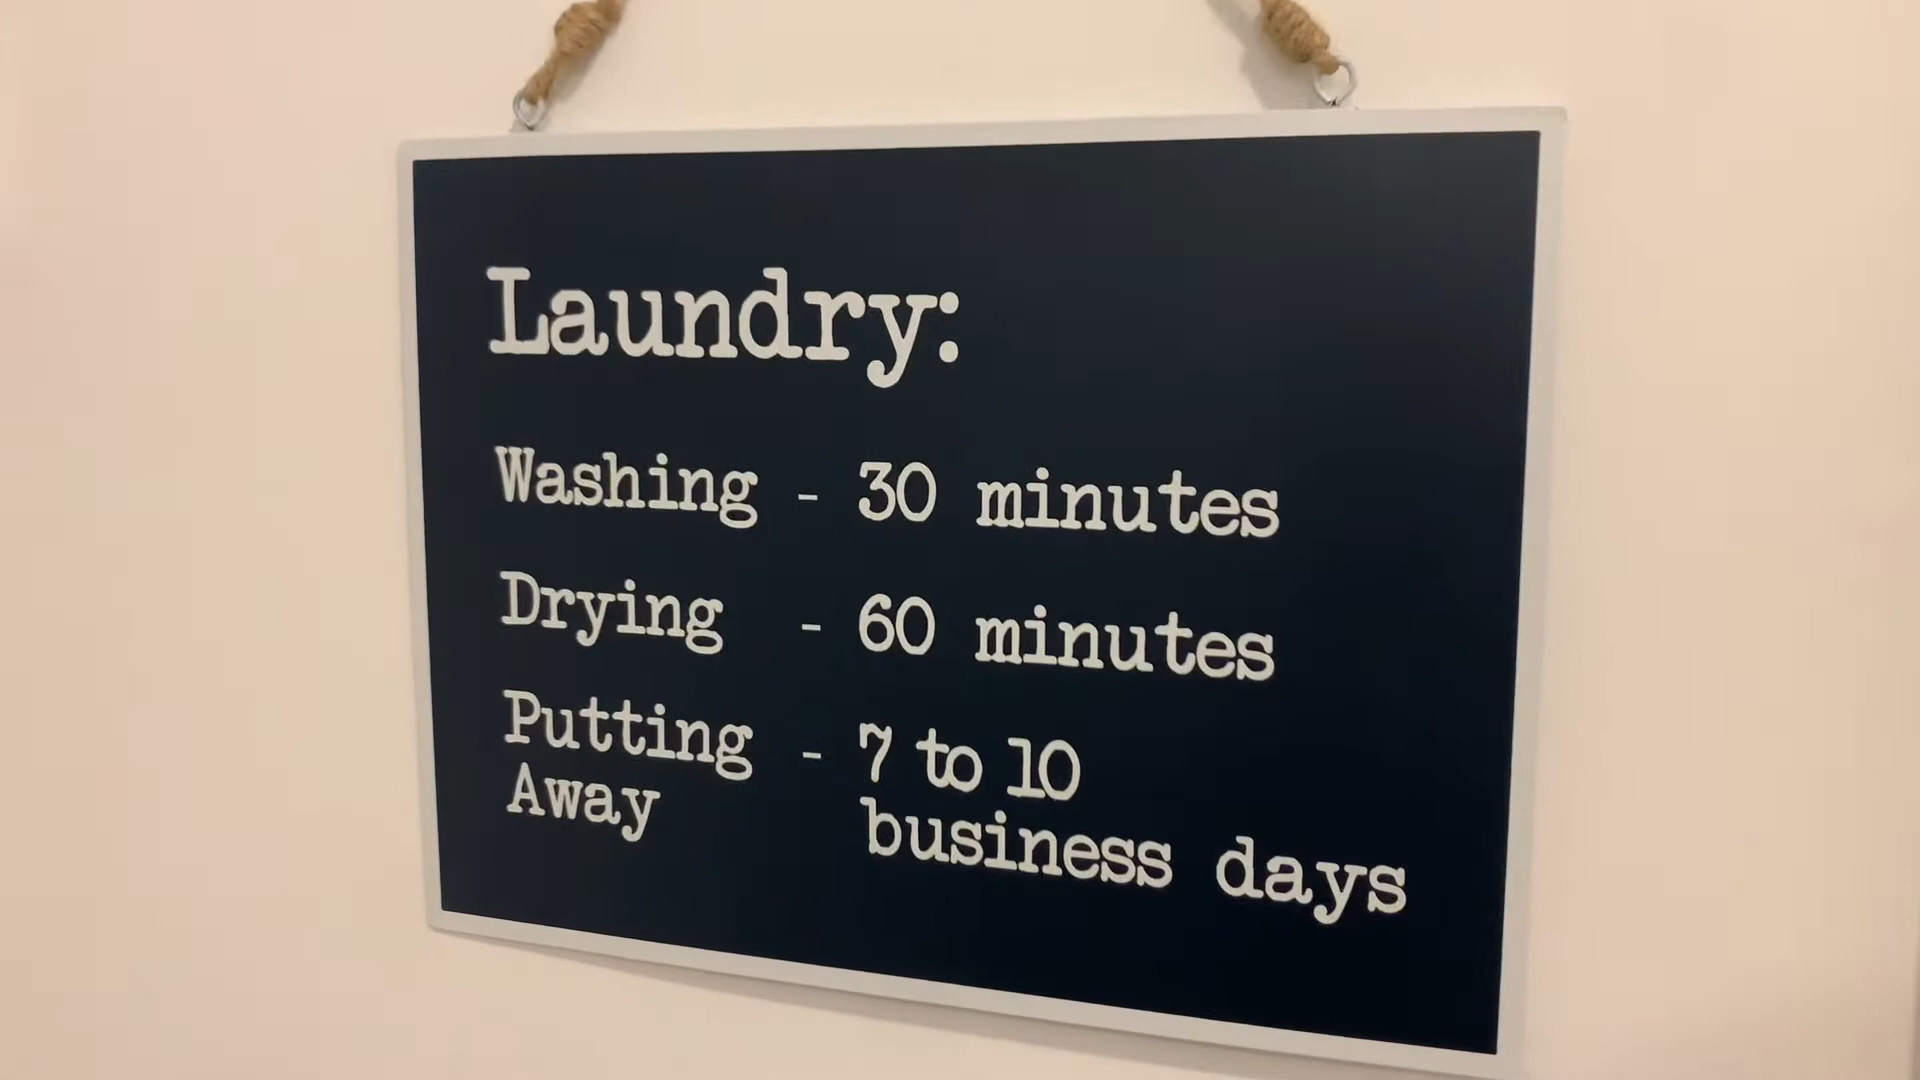 Laundry:
Washing - 30 minutes
Drying - 60 minutes
Putting - 7 to 10
Away business days